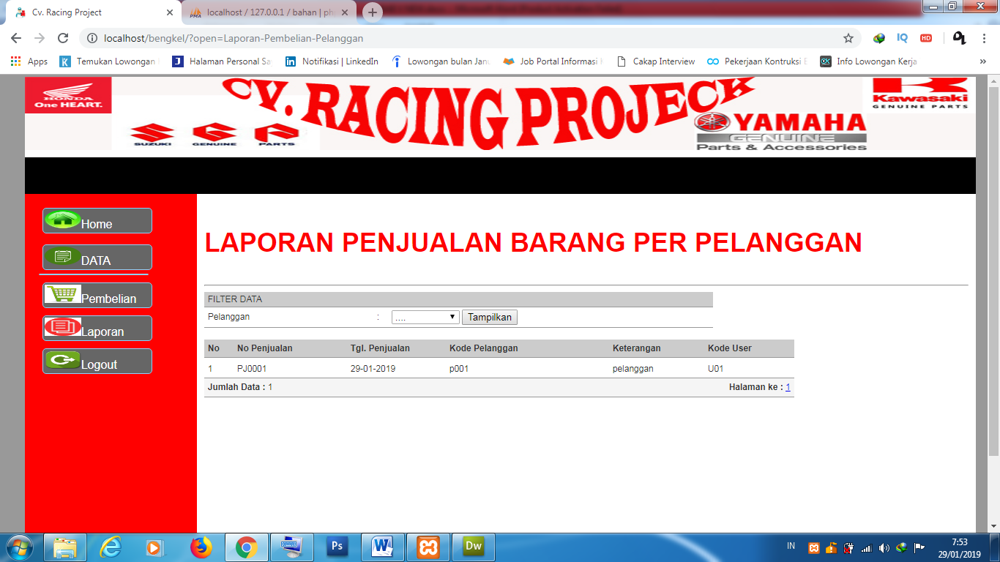 Cv. Racing Project
localhost / 127.0.0.1 / bahan | ph
localhost/bengkel/?open=Laporan-Pembelian-Pelanggan
IQ HD
Apps Temukan Lowongan Halaman Personal Sa Notifikasi | LinkedIn Lowongan bulan Janu Job Portal Informasi Cakap Interview Pekerjaan Kontruksi Info Lowongan Kerja »
HONDA
One HEART.
SUZUKI GENUINE PARTS
CV. RACING PROJECK
YAMAHA
GENUINE
Parts & Accessories
Kawasaki
GENUINE PARTS
Home
DATA
Pembelian
Laporan
Logout
LAPORAN PENJUALAN BARANG PER PELANGGAN
FILTER DATA
Pelanggan : .... Tampilkan
No No Penjualan Tgl. Penjualan Kode Pelanggan Keterangan Kode User
1 PJ0001 29-01-2019 p001 pelanggan U01
Jumlah Data : 1 Halaman ke : 1
Ps W Dw
IN
7:53
29/01/2019